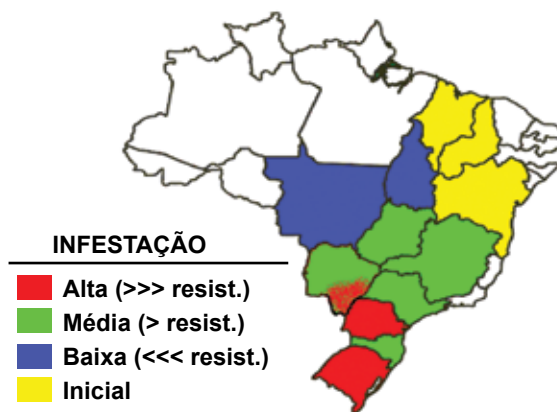 INFESTAÇÃO
Alta (>>> resist.)
Média (> resist.)
Baixa (<<< resist.)
Inicial